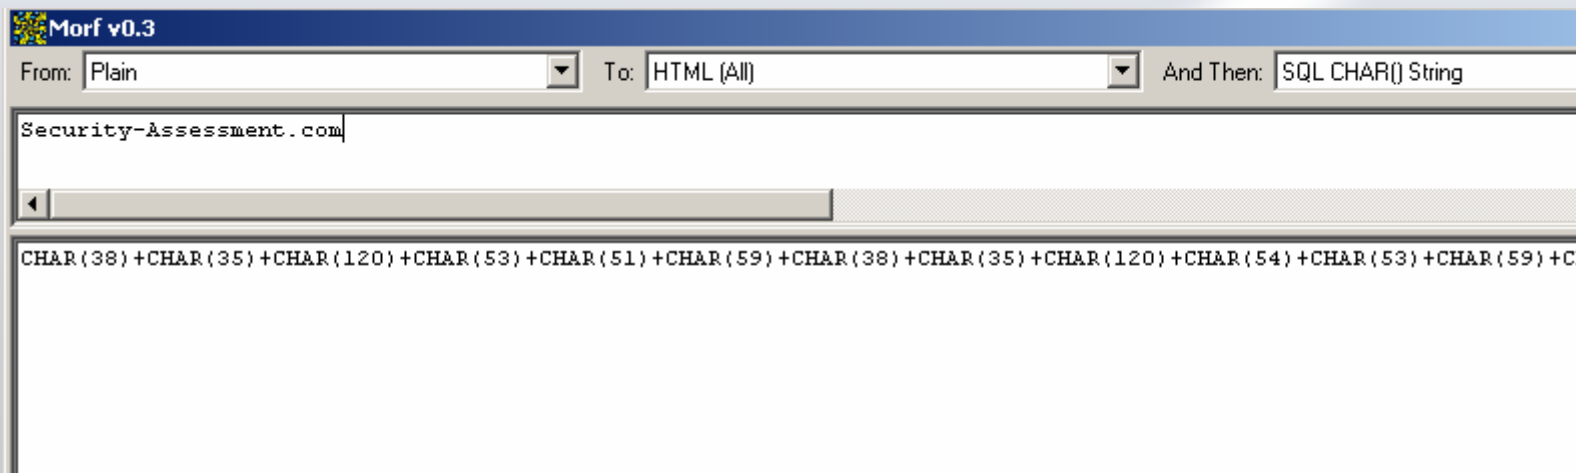 Morf v0.3
From: Plain To: HTML (All) And Then: SQL CHAR() String
Security-Assessment.com
CHAR(38)+CHAR(35)+CHAR(120)+CHAR(53)+CHAR(51)+CHAR(59)+CHAR(38)+CHAR(35)+CHAR(120)+CHAR(54)+CHAR(53)+CHAR(59)+C